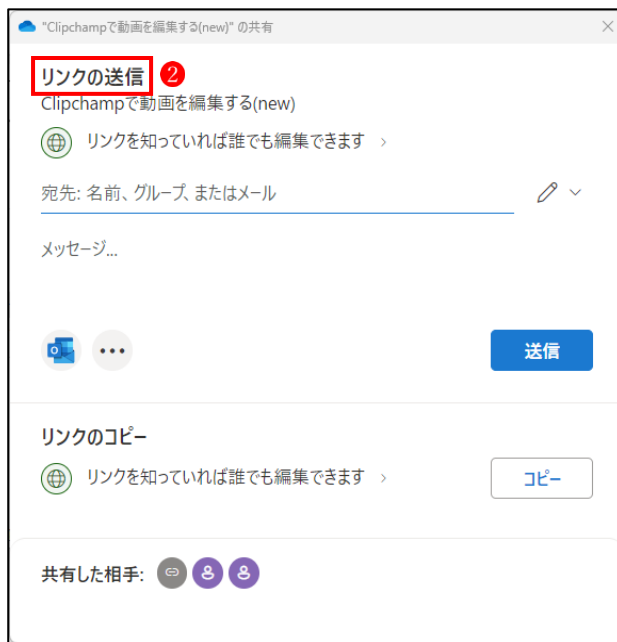 "Clipchampで動画を編集する(new)" の共有
リンクの送信 2
Clipchampで動画を編集する(new)
リンクを知っていれば誰でも編集できます
宛先: 名前、グループ、またはメール
メッセージ...
送信
リンクのコピー
リンクを知っていれば誰でも編集できます
コピー
共有した相手: